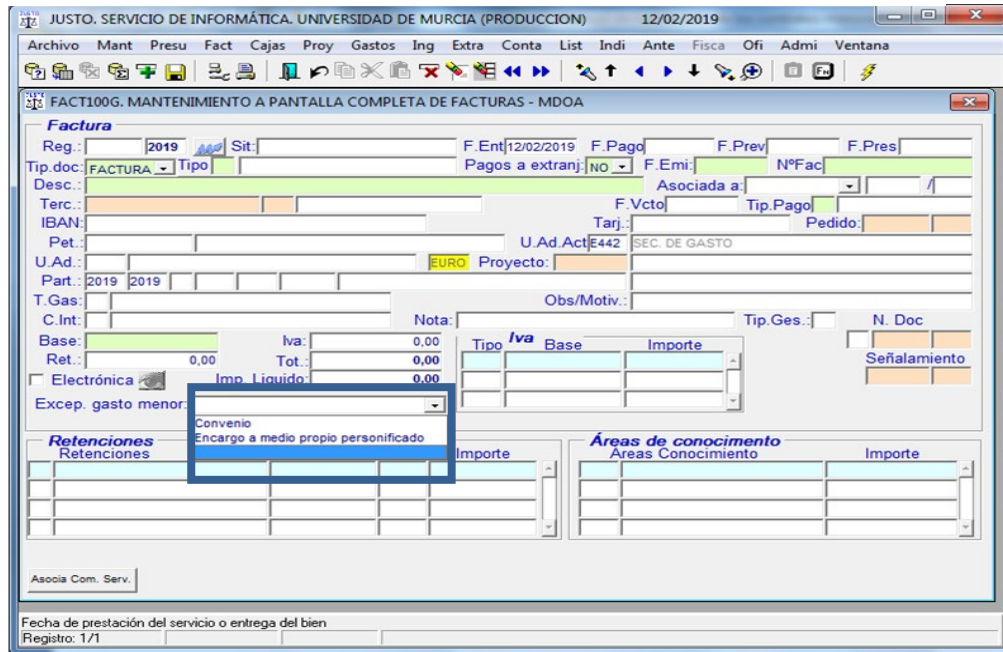 JUSTO. SERVICIO DE INFORMÁTICA. UNIVERSIDAD DE MURCIA (PRODUCCION) 12/02/2019
Archivo Mant Presu Fact Cajas Proy Gastos Ing Extra Conta List Indi Ante Fisca Ofi Admi Ventana
FACT100G. MANTENIMIENTO A PANTALLA COMPLETA DE FACTURAS - MDOA
Factura
Reg.: 2019 Sit: F.Ent 12/02/2019 F.Pago F.Prev F.Pres
Tip.doc: FACTURA Tipo Pagos a extranj: NO F.Emi: NºFac
Desc.: Asociada a: /
Terc.: F.Vcto Tip.Pago
IBAN: Tarj.: Pedido:
Pet.: U.Ad.Act E442 SEC. DE GASTO
U.Ad.: EURO Proyecto:
Part.: 2019 2019
T.Gas: Obs/Motiv.:
C.Int: Nota: Tip.Ges.: N. Doc
Base: Iva: 0,00 Tipo Iva Base Importe
Ret.: 0,00 Tot.: 0,00 Señalamiento
Electrónica Imp. Liquido: 0,00
Excep. gasto menor:
Convenio
Encargo a medio propio personificado
Retenciones Áreas de conocimento
Retenciones Importe Areas Conocimiento Importe
Asocia Com. Serv.
Fecha de prestación del servicio o entrega del bien
Registro: 1/1